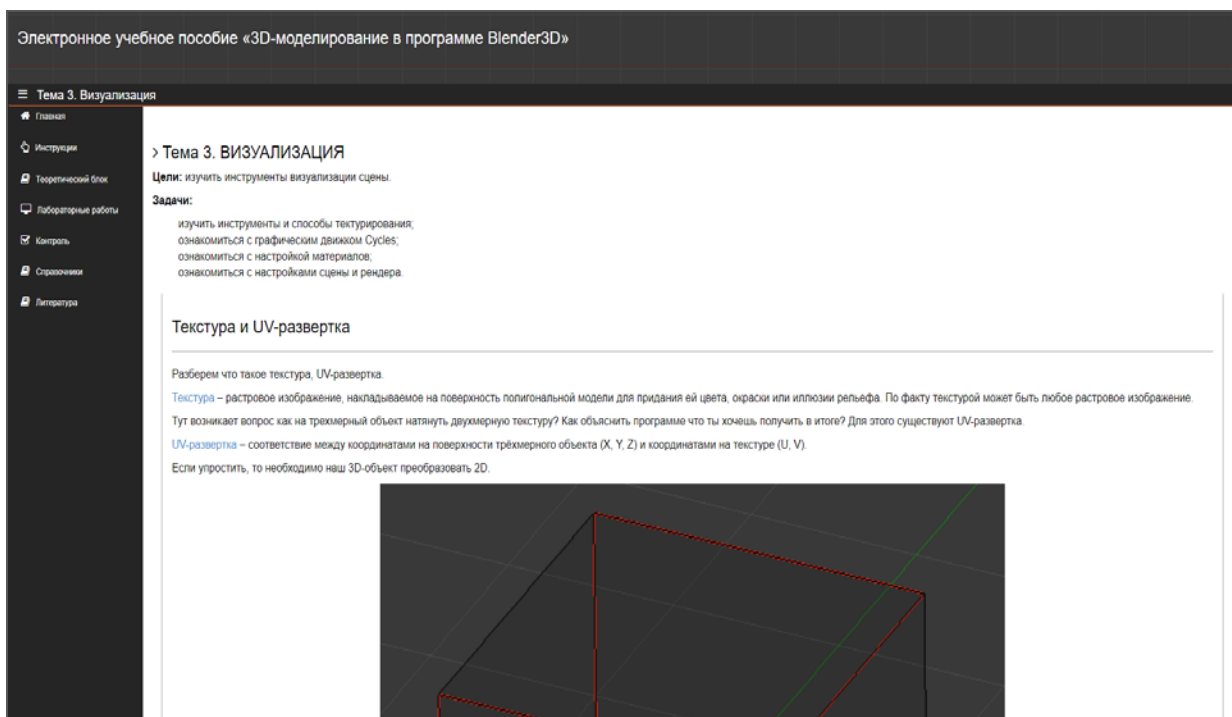 Электронное учебное пособие «3D-моделирование в программе Blender3D»
☰ Тема 3. Визуализация
Главная
Инструкции
Теоретический блок
Лабораторные работы
Контроль
Справочники
Литература
> Тема 3. ВИЗУАЛИЗАЦИЯ
Цели: изучить инструменты визуализации сцены.
Задачи:
изучить инструменты и способы тектурирования;
ознакомиться с графическим движком Cycles;
ознакомиться с настройкой материалов;
ознакомиться с настройками сцены и рендера.
Текстура и UV-развертка
Разберем что такое текстура, UV-развертка.
Текстура – растровое изображение, накладываемое на поверхность полигональной модели для придания ей цвета, окраски или иллюзии рельефа. По факту текстурой может быть любое растровое изображение.
Тут возникает вопрос как на трехмерный объект натянуть двухмерную текстуру? Как объяснить программе что ты хочешь получить в итоге? Для этого существуют UV-развертка.
UV-развертка – соответствие между координатами на поверхности трёхмерного объекта (X, Y, Z) и координатами на текстуре (U, V).
Если упростить, то необходимо наш 3D-объект преобразовать 2D.